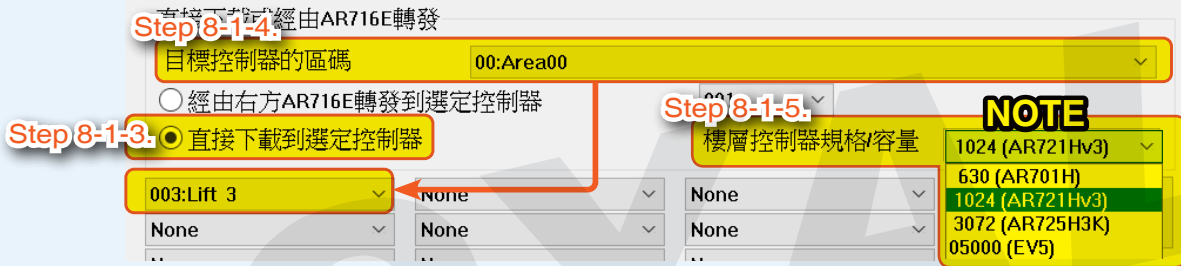 直接下載或經由AR716E轉發
Step 8-1-4.
目標控制器的區碼 00:Area00
經由右方AR716E轉發到選定控制器
Step 8-1-5.
NOTE
Step 8-1-3.
直接下載到選定控制器
樓層控制器規格/容量 1024 (AR721Hv3)
630 (AR701H)
1024 (AR721Hv3)
3072 (AR725H3K)
05000 (EV5)
003:Lift 3 None None
None None None